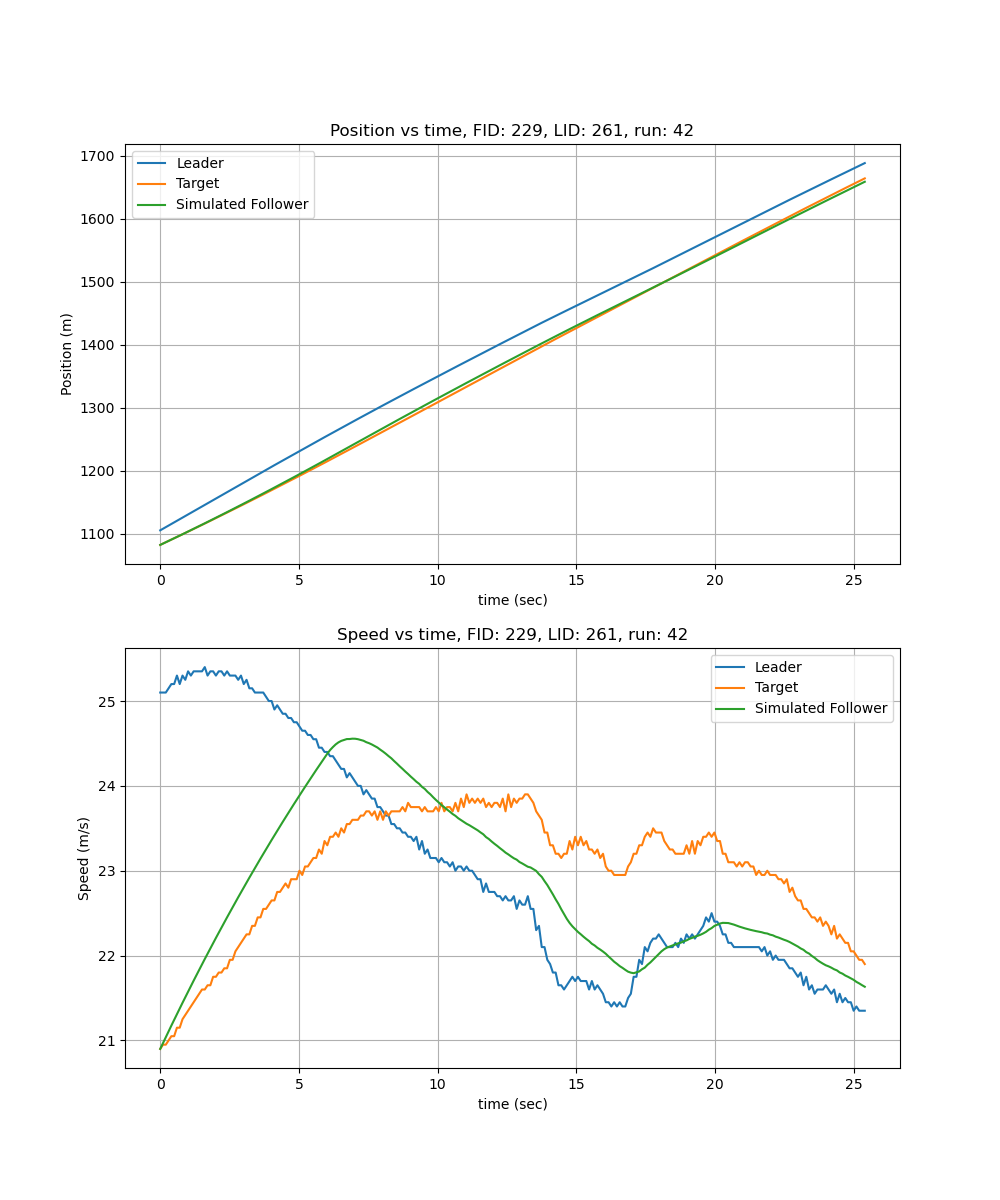 Position vs time, FID: 229, LID: 261, run: 42
Leader
Target
Simulated Follower
1700
1600
1500
1400
1300
1200
1100
Position (m)
0 5 10 15 20 25
time (sec)
Speed vs time, FID: 229, LID: 261, run: 42
Leader
Target
Simulated Follower
25
24
23
22
21
Speed (m/s)
0 5 10 15 20 25
time (sec)